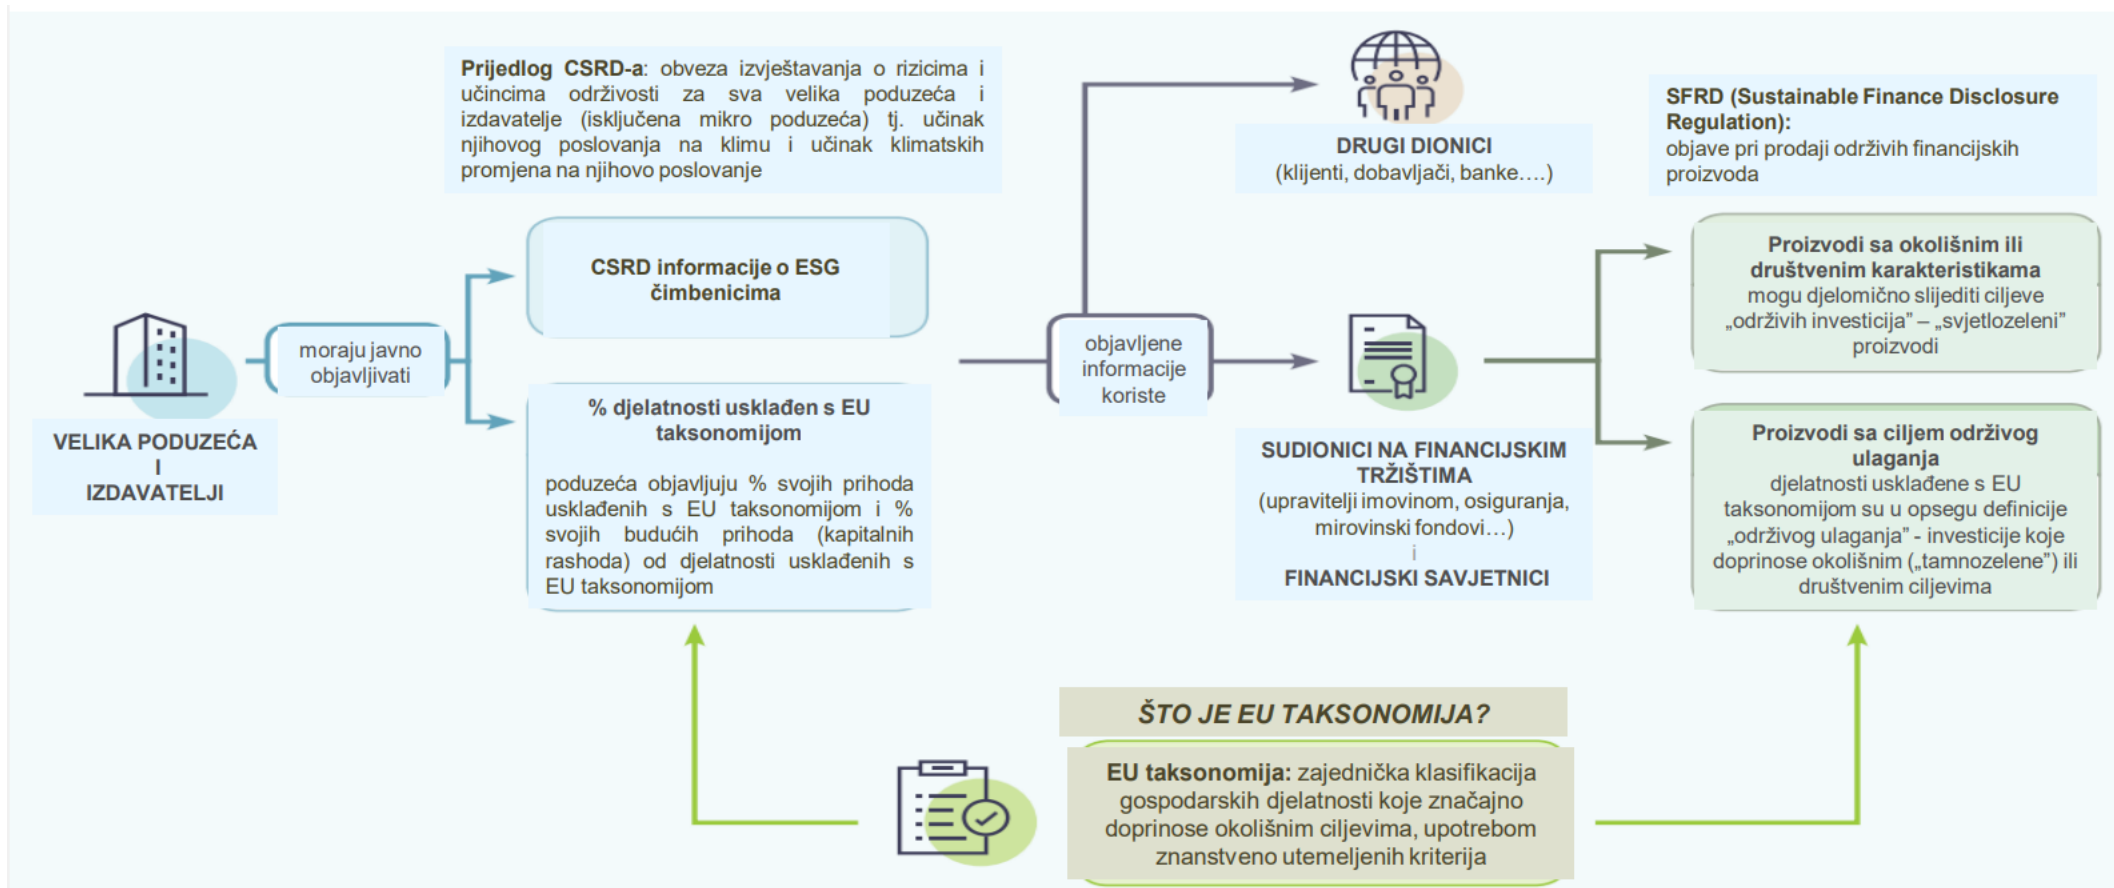 Prijedlog CSRD-a: obveza izvještavanja o rizicima i
učincima održivosti za sva velika poduzeća i
izdavatelje (isključena mikro poduzeća) tj. učinak
njihovog poslovanja na klimu i učinak klimatskih
promjena na njihovo poslovanje
VELIKA PODUZEĆA
I
IZDAVATELJI
moraju javno
objavljivati
CSRD informacije o ESG
čimbenicima
% djelatnosti usklađen s EU
taksonomijom
poduzeća objavljuju % svojih prihoda
usklađenih s EU taksonomijom i %
svojih budućih prihoda (kapitalnih
rashoda) od djelatnosti usklađenih s
EU taksonomijom
objavljene
informacije
koriste
DRUGI DIONICI
(klijenti, dobavljači, banke….)
SUDIONICI NA FINANCIJSKIM
TRŽIŠTIMA
(upravitelji imovinom, osiguranja,
mirovinski fondovi…)
i
FINANCIJSKI SAVJETNICI
SFRD (Sustainable Finance Disclosure
Regulation):
objave pri prodaji održivih financijskih
proizvoda
Proizvodi sa okolišnim ili
društvenim karakteristikama
mogu djelomično slijediti ciljeve
„održivih investicija” – „svjetlozeleni”
proizvodi
Proizvodi sa ciljem održivog
ulaganja
djelatnosti usklađene s EU
taksonomijom su u opsegu definicije
„održivog ulaganja” - investicije koje
doprinose okolišnim („tamnozelene”) ili
društvenim ciljevima
ŠTO JE EU TAKSONOMIJA?
EU taksonomija: zajednička klasifikacija
gospodarskih djelatnosti koje značajno
doprinose okolišnim ciljevima, upotrebom
znanstveno utemeljenih kriterija